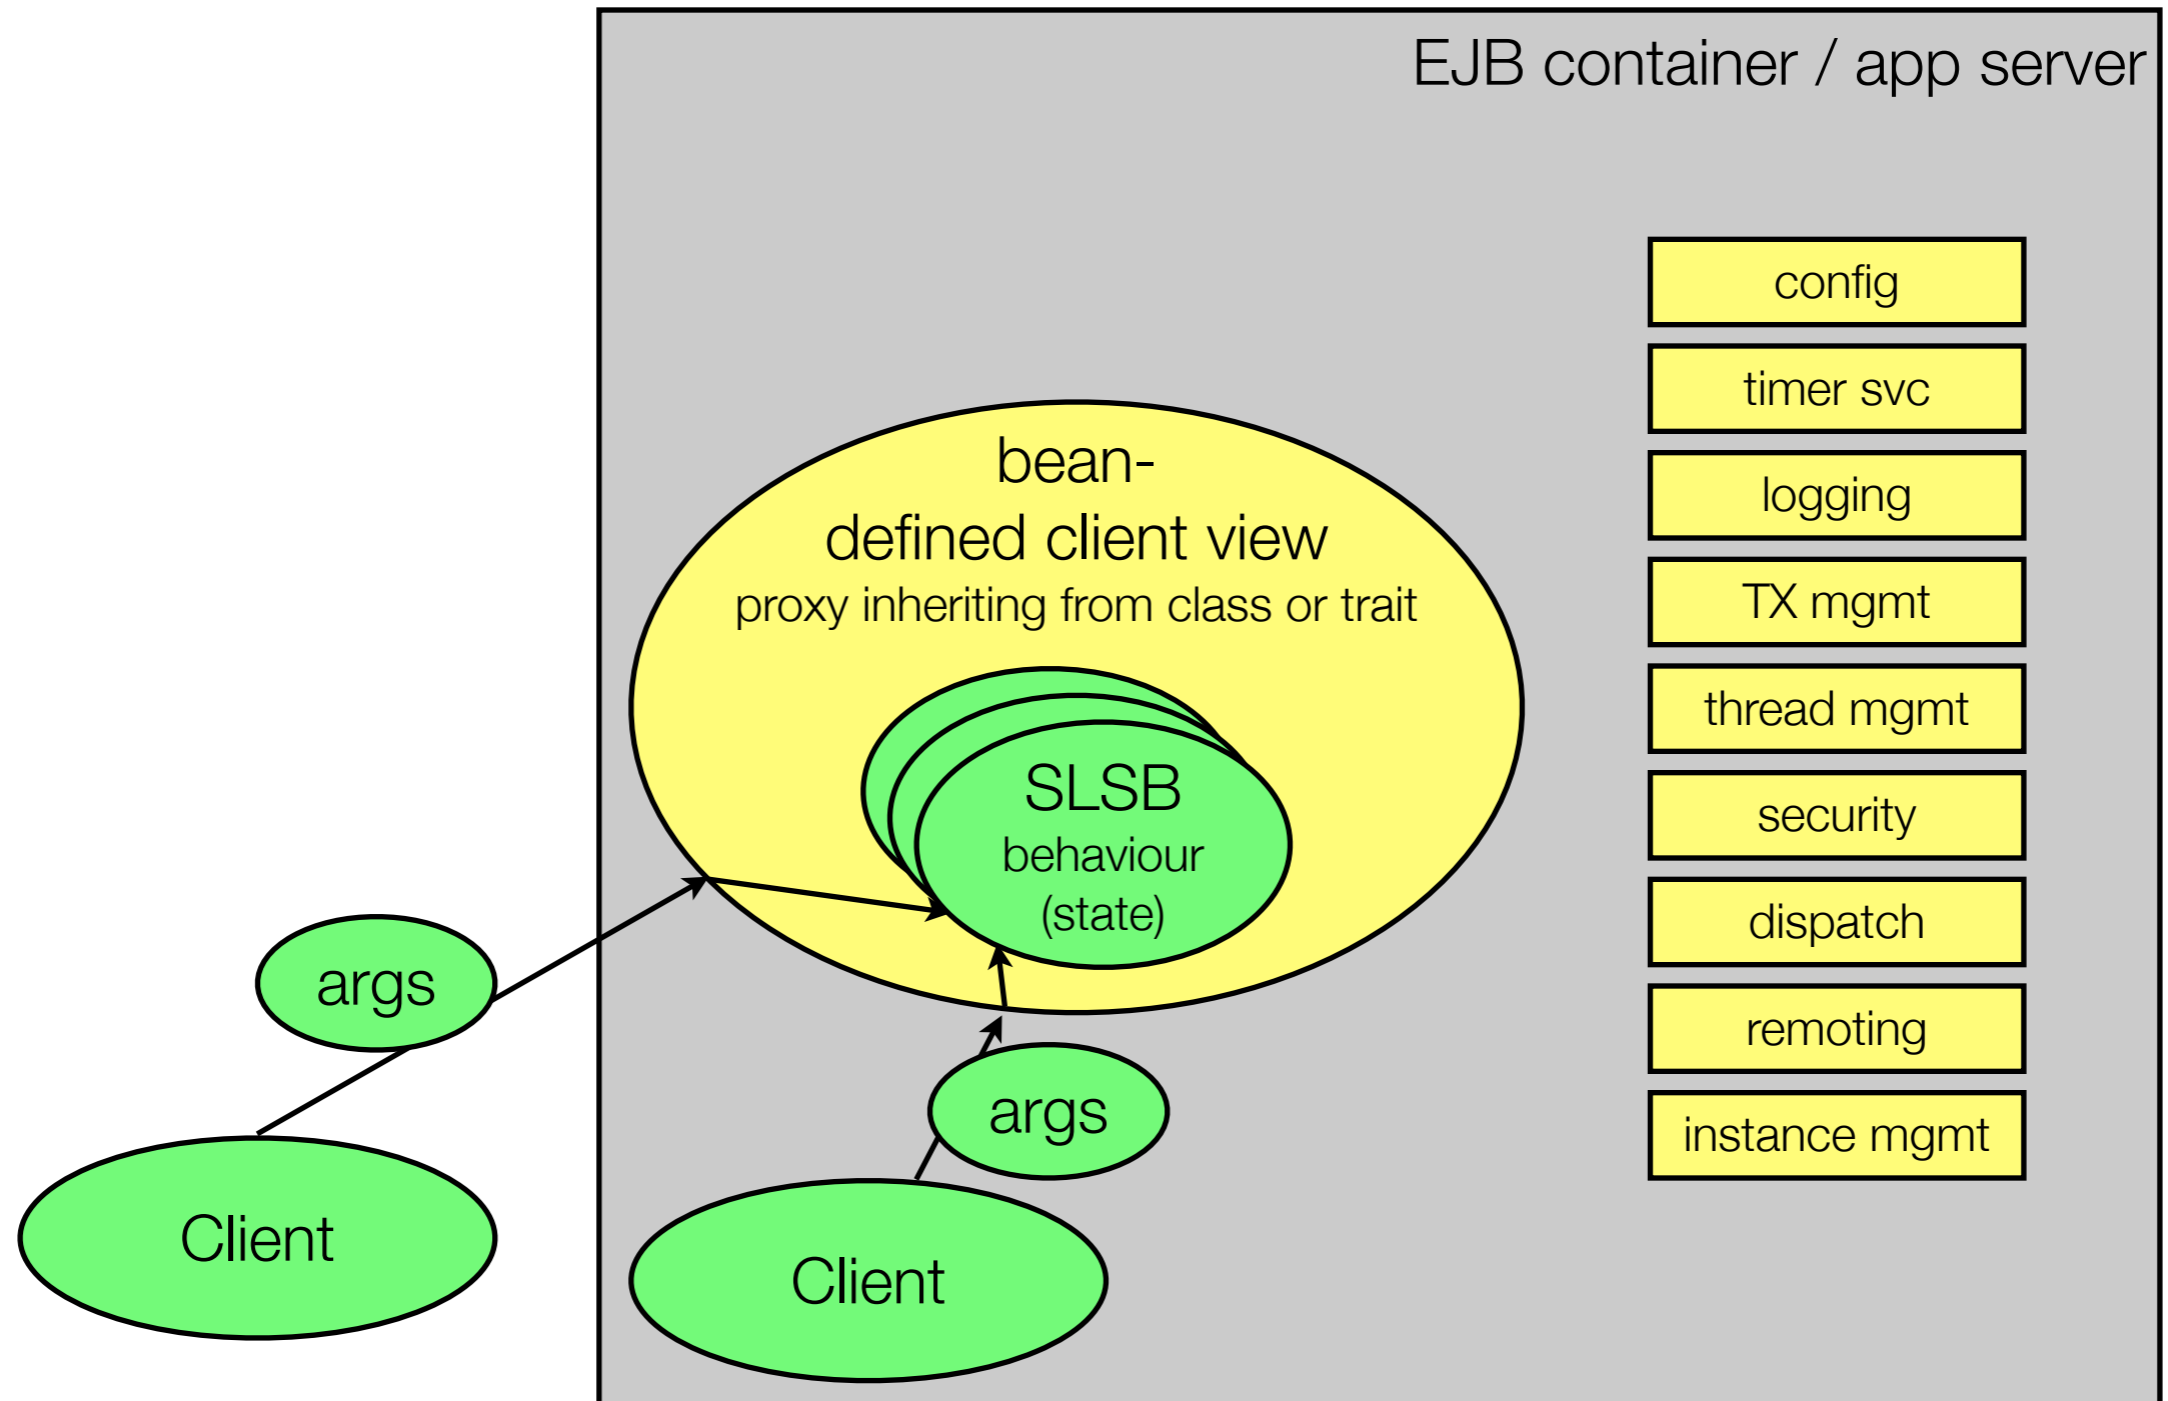 EJB container / app server
config
timer svc
logging
TX mgmt
thread mgmt
security
dispatch
remoting
instance mgmt
bean-
defined client view
proxy inheriting from class or trait
SLSB
behaviour
(state)
args
args
Client
Client